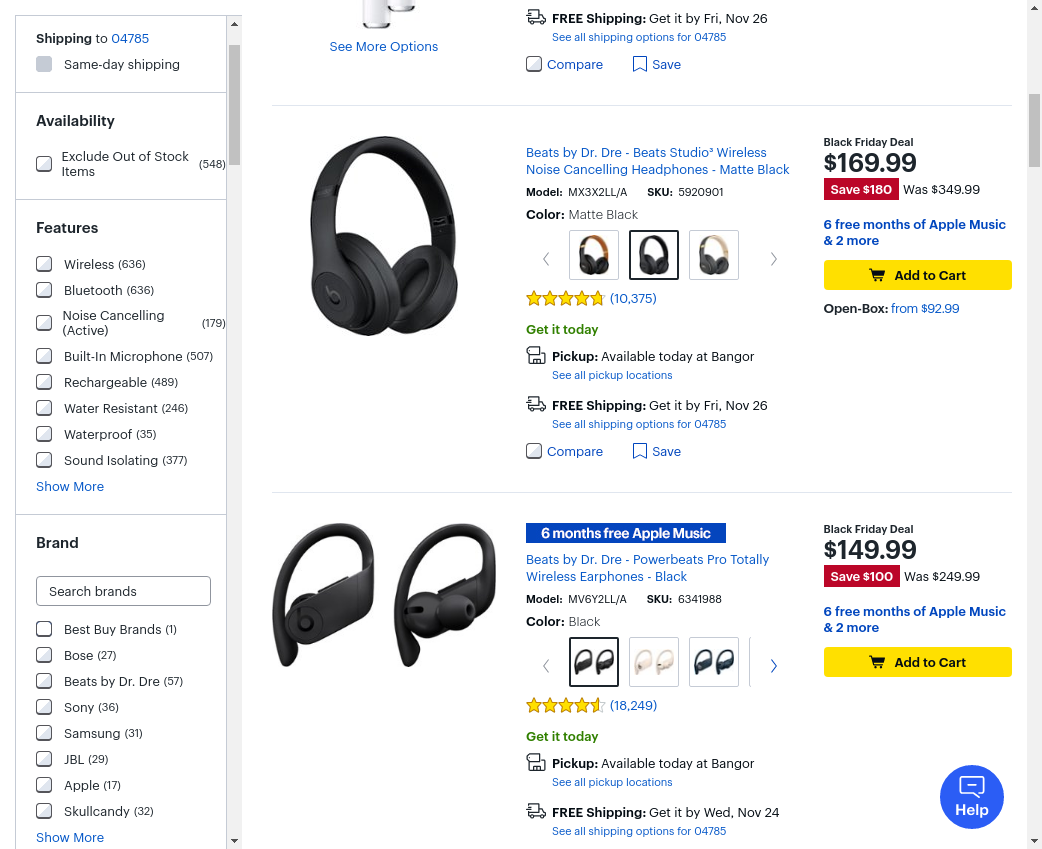 Shipping to 04785
Same-day shipping
Availability
Exclude Out of Stock
Items
(548)
Features
Wireless (636)
Bluetooth (636)
Noise Cancelling
(Active)
(179)
Built-In Microphone (507)
Rechargeable (489)
Water Resistant (246)
Waterproof (35)
Sound Isolating (377)
Show More
Brand
Search brands
Best Buy Brands (1)
Bose (27)
Beats by Dr. Dre (57)
Sony (36)
Samsung (31)
JBL (29)
Apple (17)
Skullcandy (32)
Show More
See More Options
FREE Shipping: Get it by Fri, Nov 26
See all shipping options for 04785
Compare
Save
Beats by Dr. Dre - Beats Studio³ Wireless
Noise Cancelling Headphones - Matte Black
Model: MX3X2LL/A SKU: 5920901
Color: Matte Black
(10,375)
Get it today
Pickup: Available today at Bangor
See all pickup locations
FREE Shipping: Get it by Fri, Nov 26
See all shipping options for 04785
Compare
Save
Black Friday Deal
$169.99
Save $180 Was $349.99
6 free months of Apple Music
& 2 more
Add to Cart
Open-Box: from $92.99
6 months free Apple Music
Beats by Dr. Dre - Powerbeats Pro Totally
Wireless Earphones - Black
Model: MV6Y2LL/A SKU: 6341988
Color: Black
(18,249)
Get it today
Pickup: Available today at Bangor
See all pickup locations
FREE Shipping: Get it by Wed, Nov 24
See all shipping options for 04785
Black Friday Deal
$149.99
Save $100 Was $249.99
6 free months of Apple Music
& 2 more
Add to Cart
Help